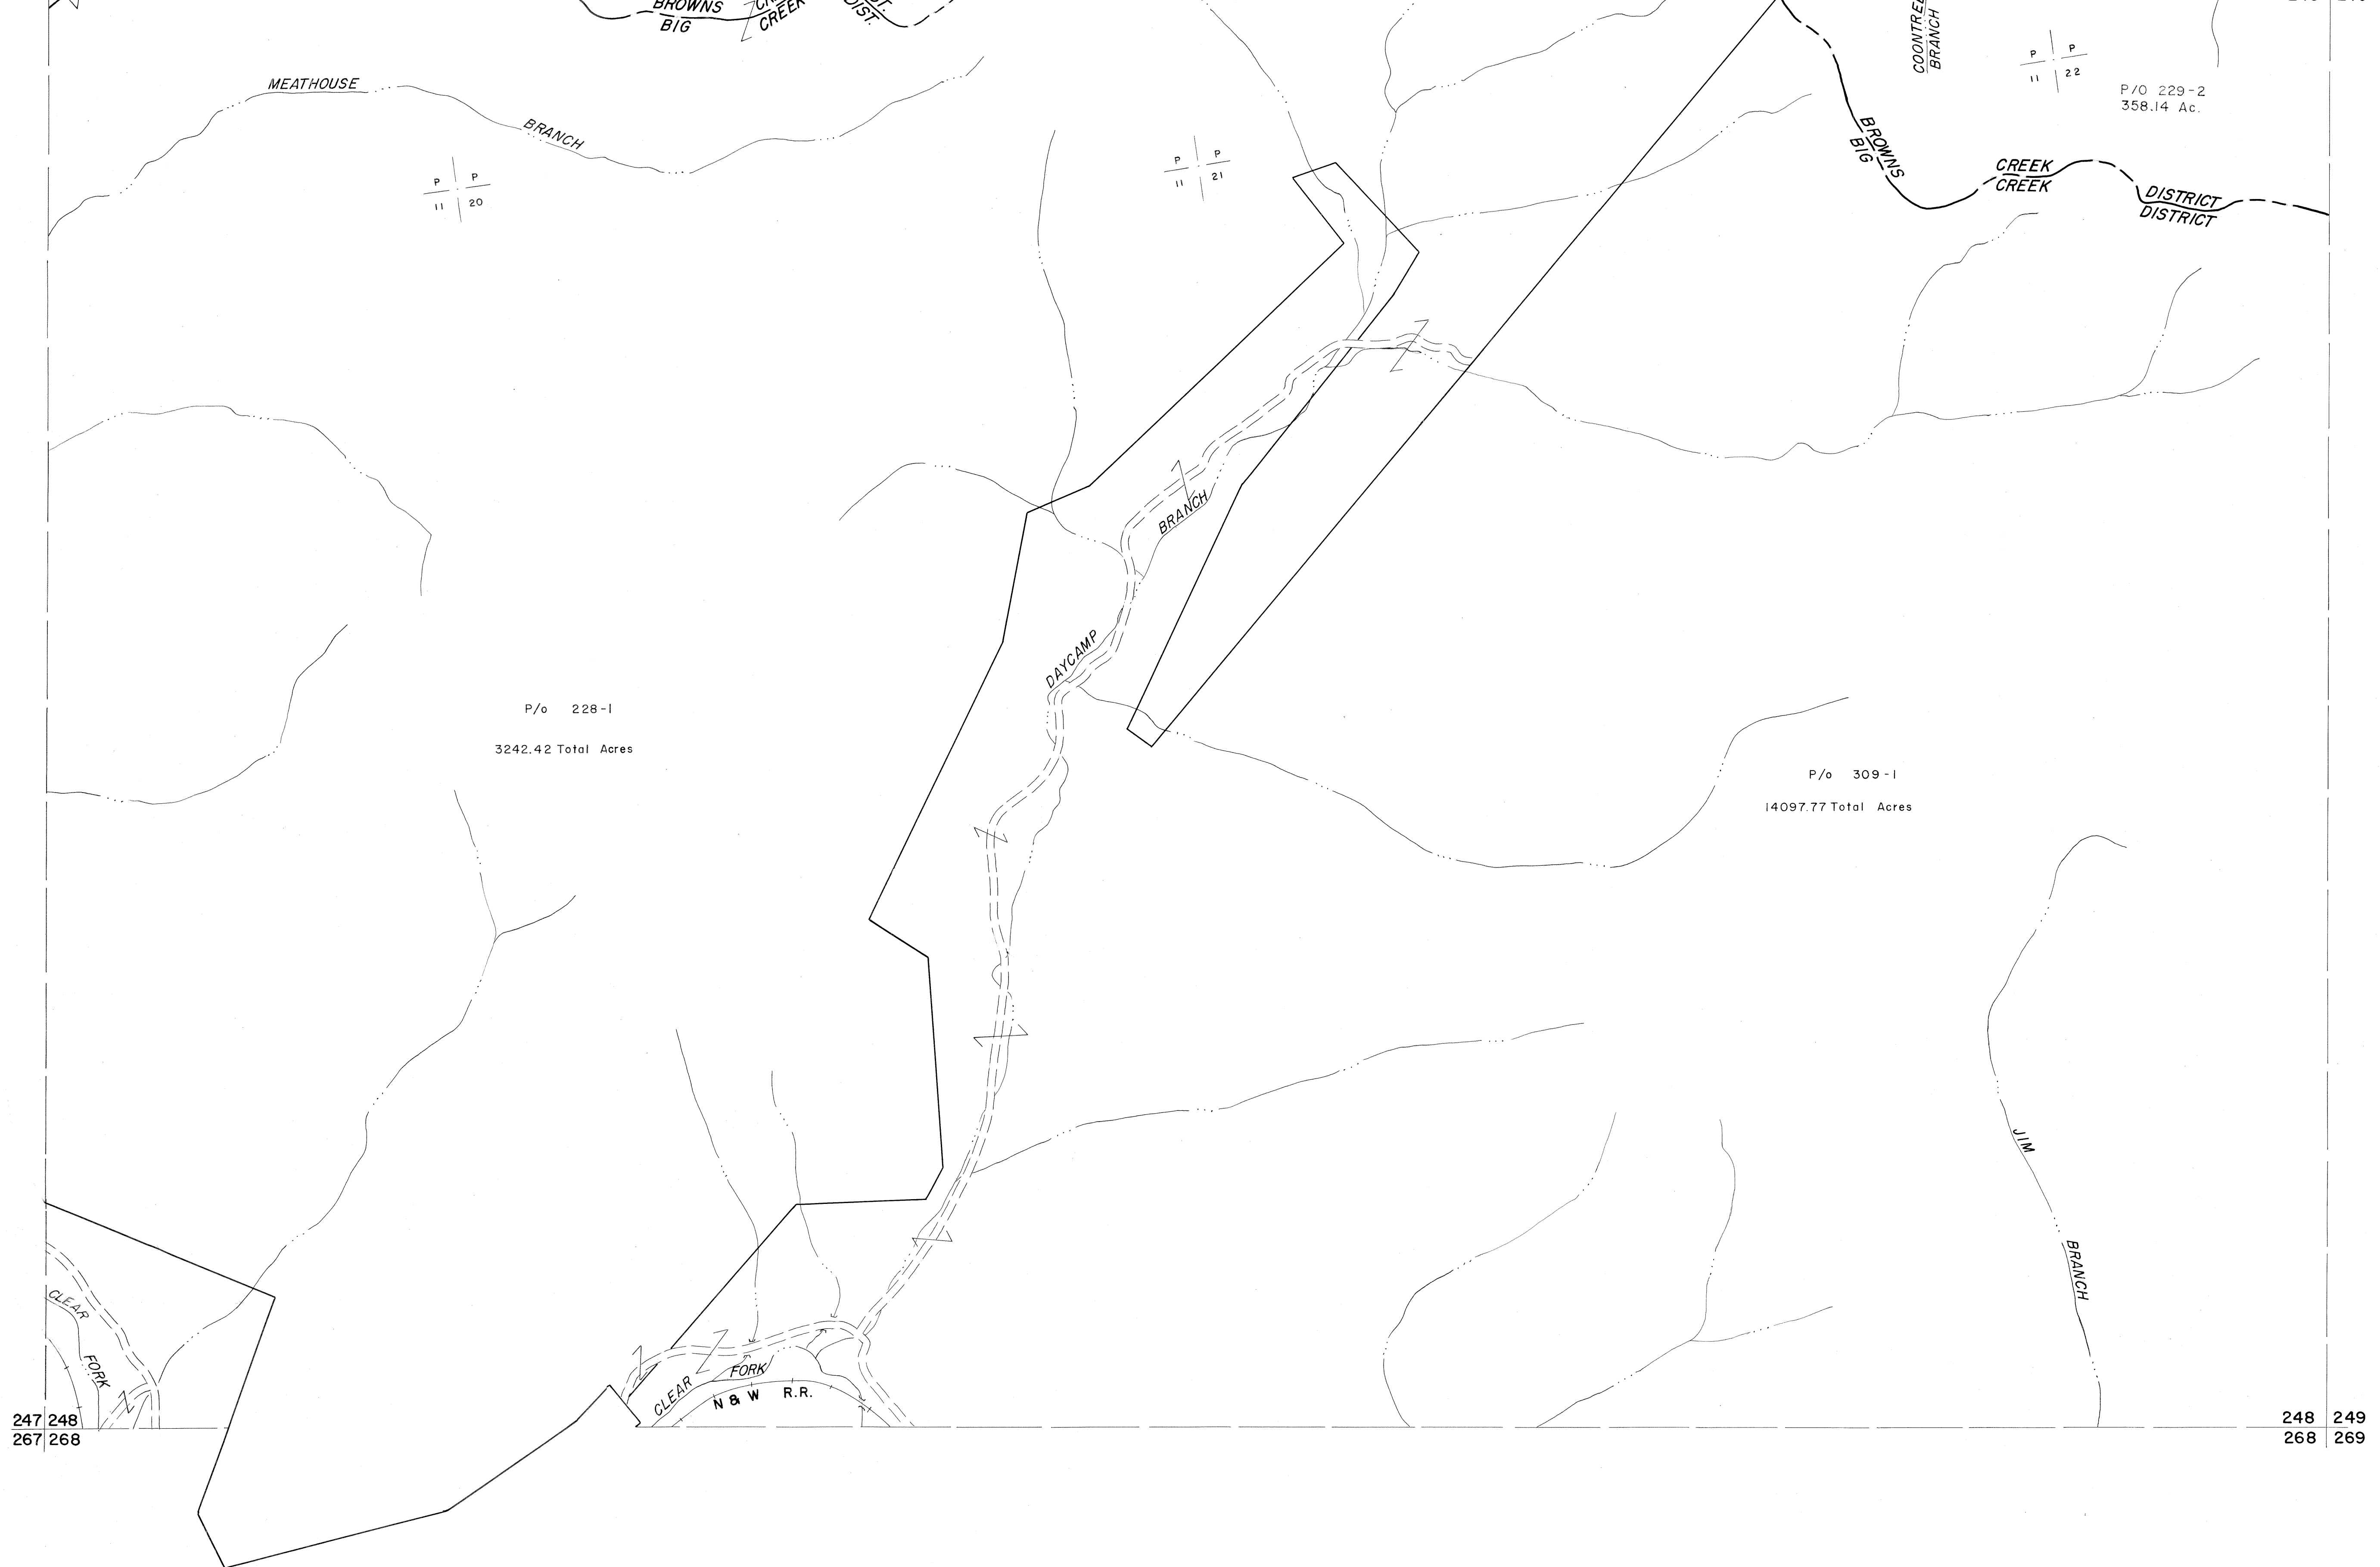 BROWNS
BIG
CREEK
DIST.
COONTREE
BRANCH
MEATHOUSE
BRANCH
P P
11 20
P P
11 21
P P
11 22
P/O 229-2
358.14 Ac.
BROWNS
BIG
CREEK
CREEK
DISTRICT
DISTRICT
BRANCH
DAYCAMP
P/o 228-1
3242.42 Total Acres
P/o 309-1
14097.77 Total Acres
JIM
BRANCH
CLEAR
FORK
CLEAR
FORK
N & W R.R.
247 248
267 268
248 249
268 269